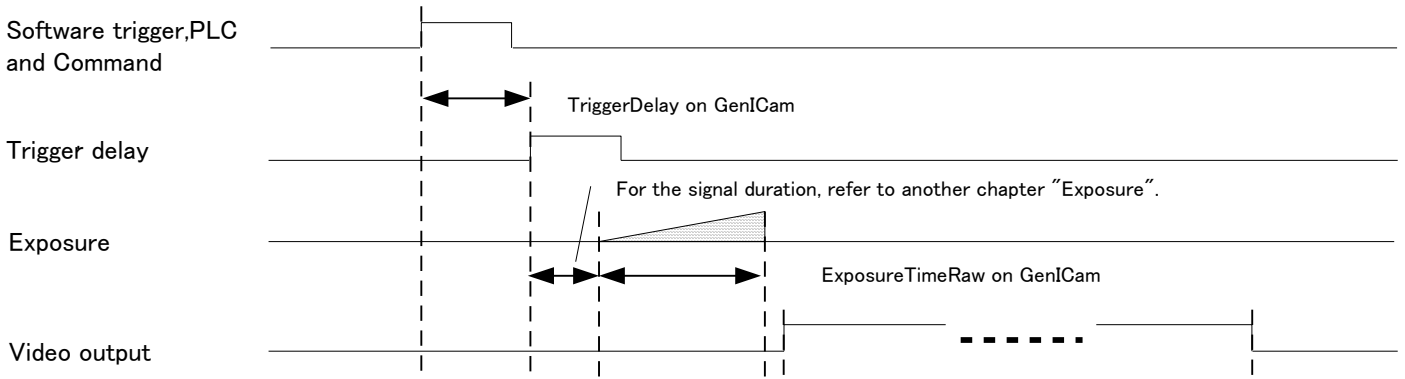 Software trigger,PLC
and Command
TriggerDelay on GenICam
Trigger delay
For the signal duration, refer to another chapter "Exposure".
Exposure
ExposureTimeRaw on GenICam
Video output